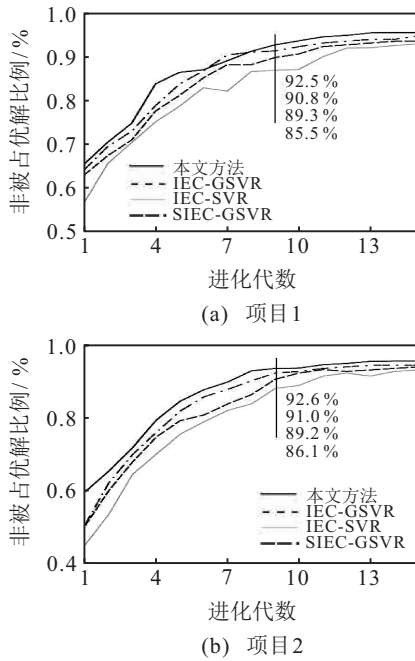 1.0
0.9
0.8
0.7
0.6
0.5
非被占优解比例/%
92.5%
90.8%
89.3%
85.5%
本文方法
IEC-GSVR
IEC-SVR
SIEC-GSVR
1 4 7 10 13
进化代数
(a) 项目1
1.0
0.8
0.6
0.4
非被占优解比例/%
92.6%
91.0%
89.2%
86.1%
本文方法
IEC-GSVR
IEC-SVR
SIEC-GSVR
1 4 7 10 13
进化代数
(b) 项目2